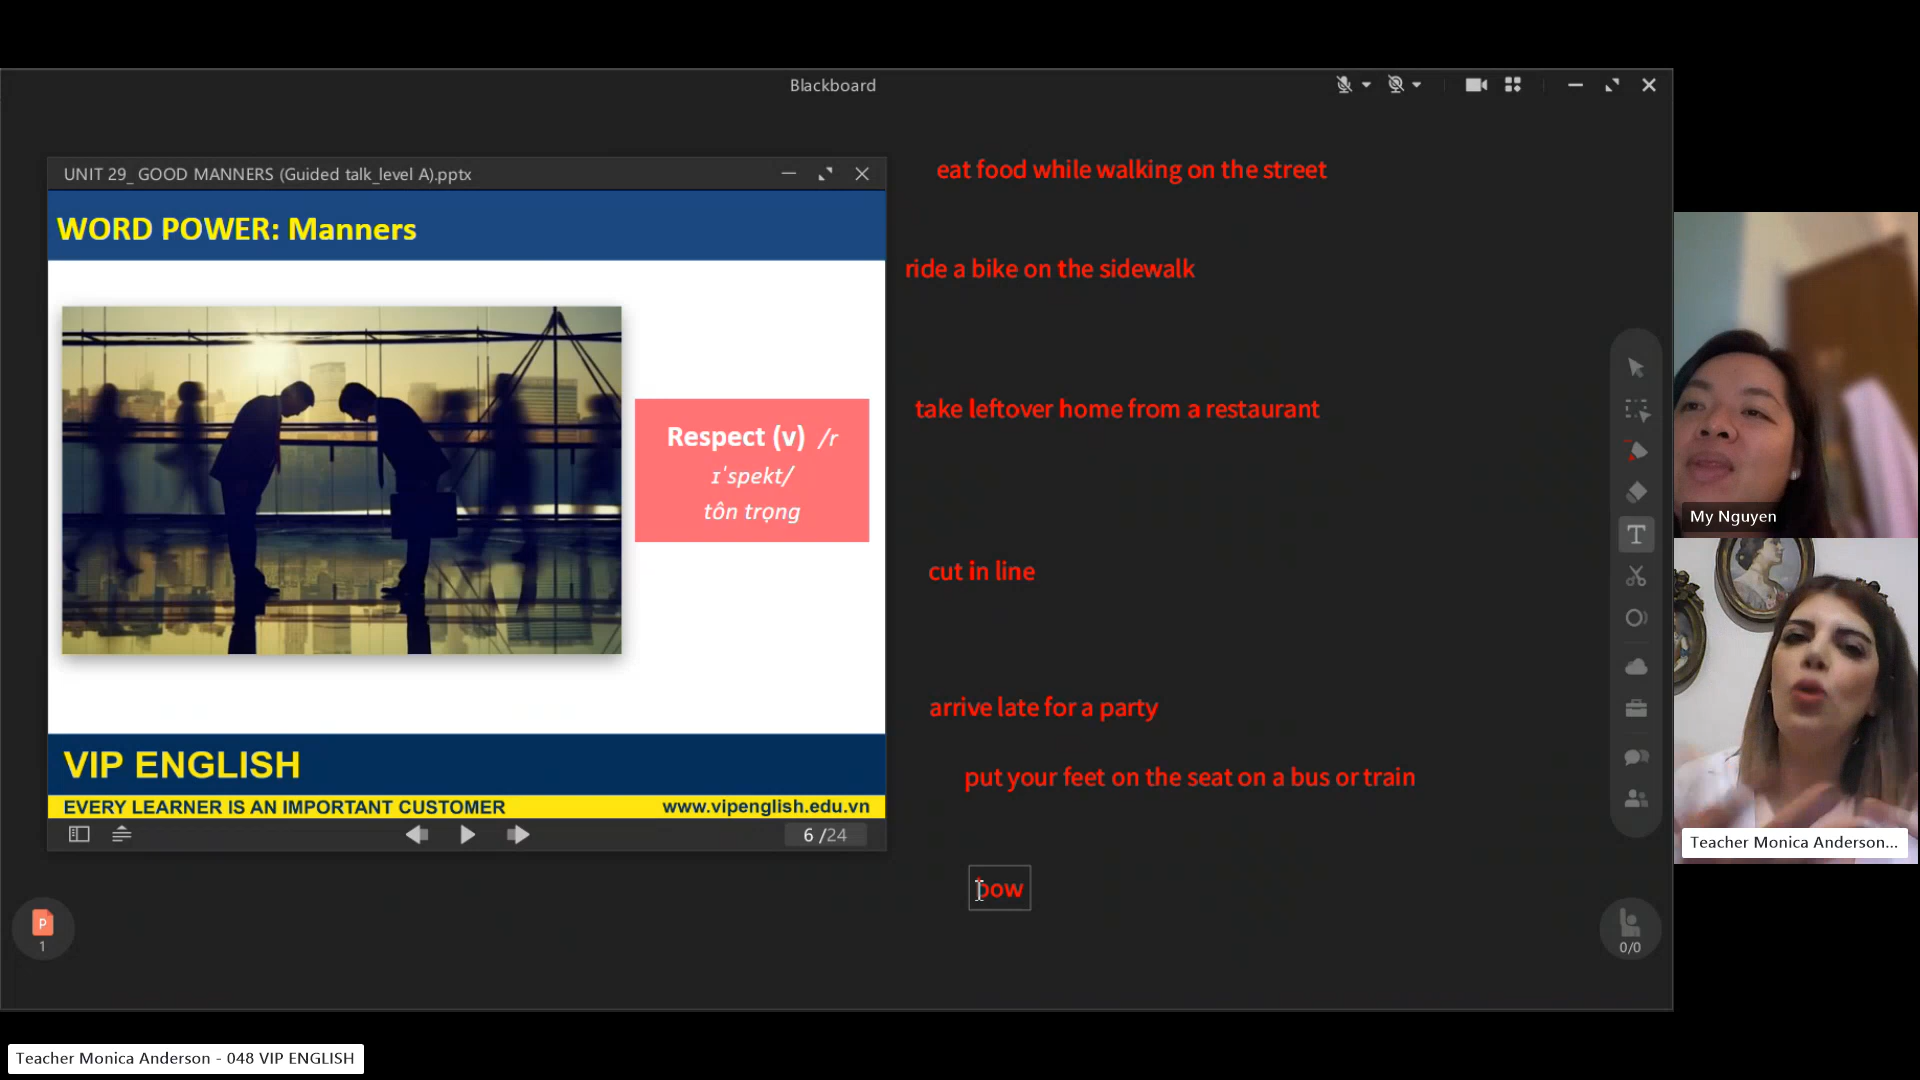 Blackboard
UNIT 29_ GOOD MANNERS (Guided talk_level A).pptx
WORD POWER: Manners
Respect (v) /r
ɪˈspekt/
tôn trọng
VIP ENGLISH
EVERY LEARNER IS AN IMPORTANT CUSTOMER
www.vipenglish.edu.vn
6 /24
eat food while walking on the street
ride a bike on the sidewalk
take leftover home from a restaurant
cut in line
arrive late for a party
put your feet on the seat on a bus or train
bow
T
P
1
0/0
My Nguyen
Teacher Monica Anderson...
Teacher Monica Anderson - 048 VIP ENGLISH